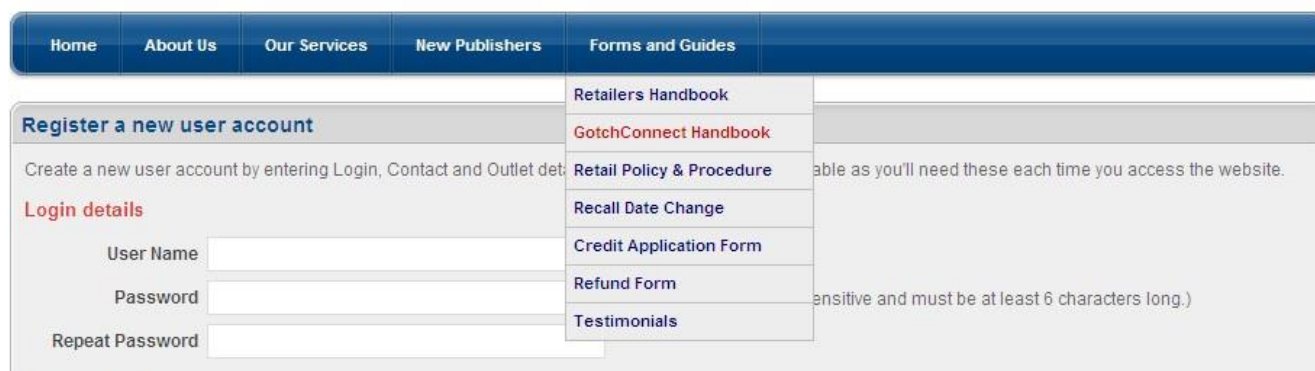 Home About Us Our Services New Publishers Forms and Guides
Retailers Handbook
GotchConnect Handbook
Retail Policy & Procedure
Recall Date Change
Credit Application Form
Refund Form
Testimonials
Register a new user account
Create a new user account by entering Login, Contact and Outlet able as you'll need these each time you access the website.
Login details
User Name
Password
and must be at least 6 characters long.)
Repeat Password